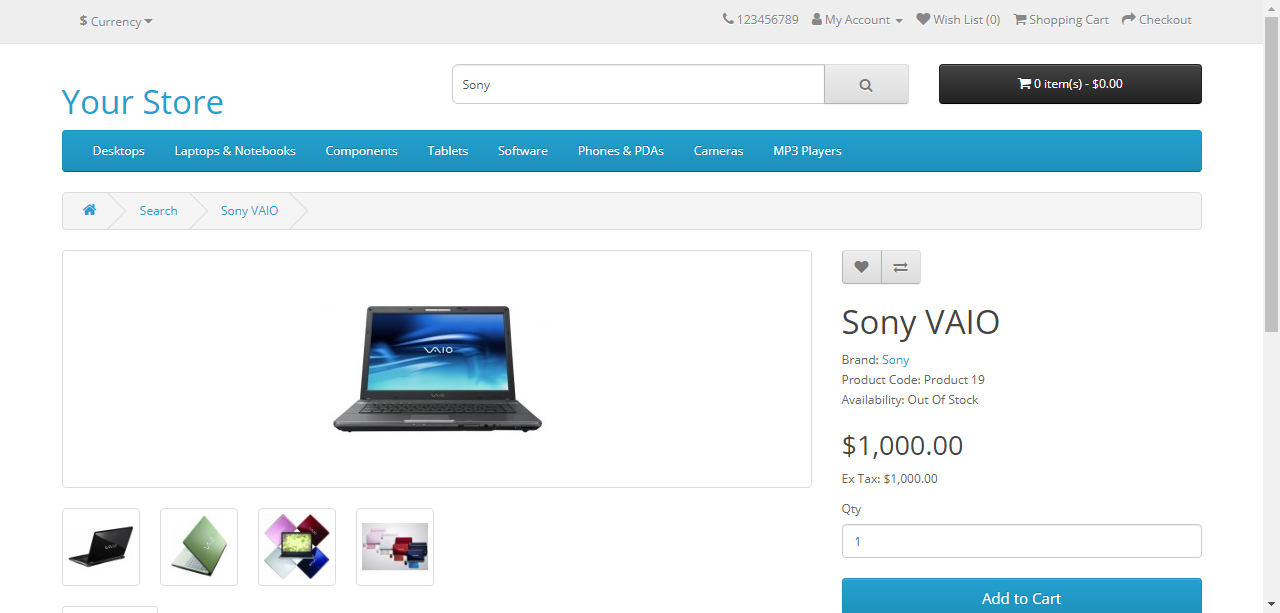 $ Currency
123456789 My Account Wish List (0) Shopping Cart Checkout
Your Store
Sony
0 item(s) - $0.00
Desktops Laptops & Notebooks Components Tablets Software Phones & PDAs Cameras MP3 Players
Search Sony VAIO
VAIO
Sony VAIO
Brand: Sony
Product Code: Product 19
Availability: Out Of Stock
$1,000.00
Ex Tax: $1,000.00
Qty
1
Add to Cart